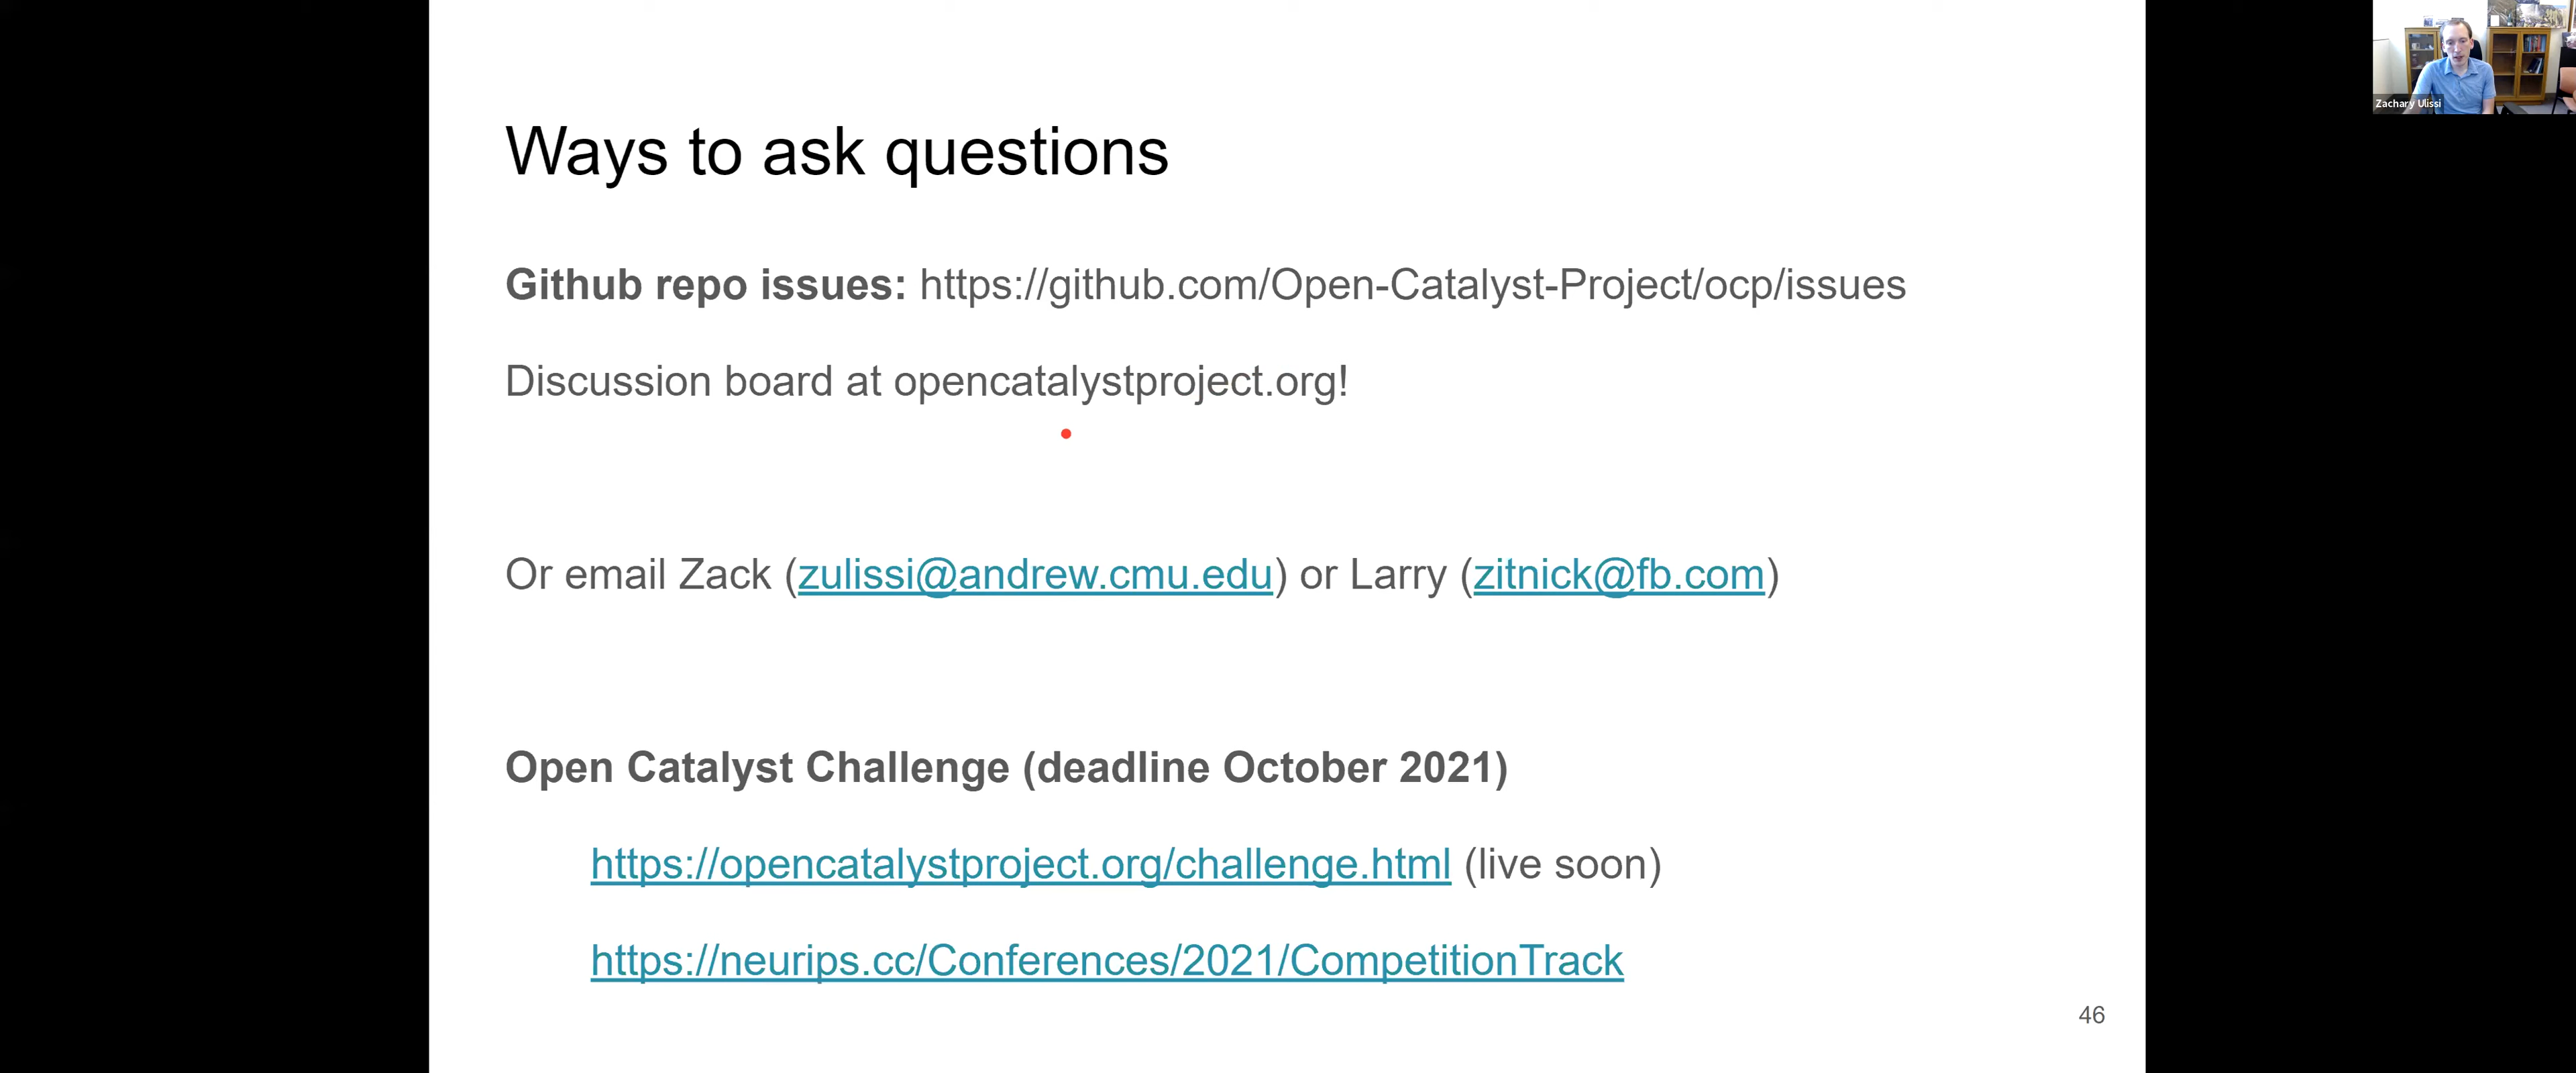 Zachary Ulissi
Ways to ask questions
Github repo issues: https://github.com/Open-Catalyst-Project/ocp/issues
Discussion board at opencatalystproject.org!
Or email Zack (zulissi@andrew.cmu.edu) or Larry (zitnick@fb.com)
Open Catalyst Challenge (deadline October 2021)
https://opencatalystproject.org/challenge.html (live soon)
https://neurips.cc/Conferences/2021/CompetitionTrack
46